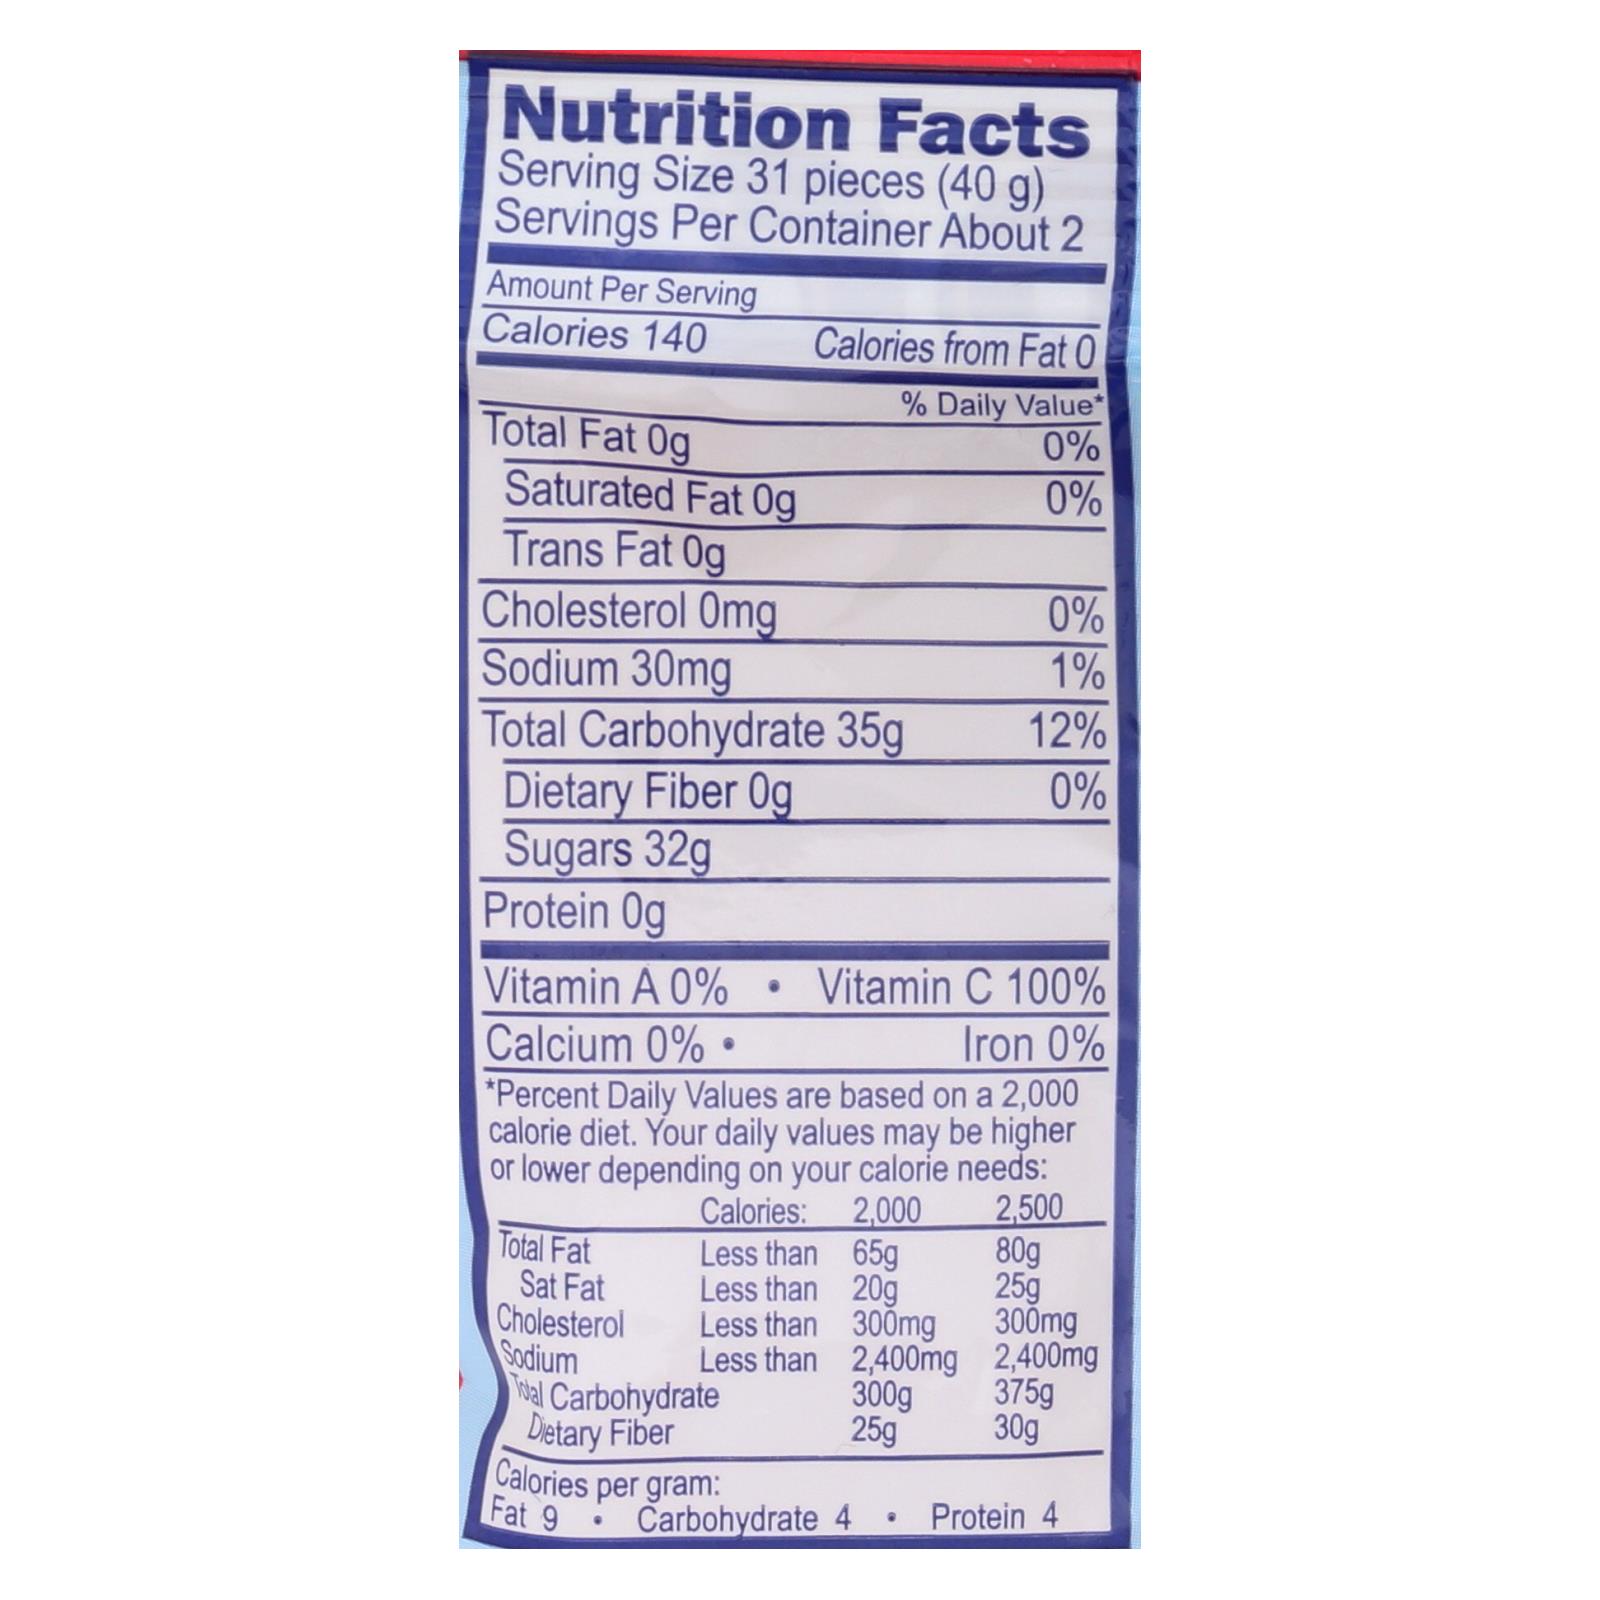 Nutrition Facts
Serving Size 31 pieces (40 g)
Servings Per Container About 2
Amount Per Serving
Calories 140 Calories from Fat 0
% Daily Value*
Total Fat 0g 0%
Saturated Fat 0g 0%
Trans Fat 0g
Cholesterol 0mg 0%
Sodium 30mg 1%
Total Carbohydrate 35g 12%
Dietary Fiber 0g 0%
Sugars 32g
Protein 0g
Vitamin A 0% • Vitamin C 100%
Calcium 0% • Iron 0%
*Percent Daily Values are based on a 2,000
calorie diet. Your daily values may be higher
or lower depending on your calorie needs:
Calories: 2,000 2,500
Total Fat Less than 65g 80g
Sat Fat Less than 20g 25g
Cholesterol Less than 300mg 300mg
Sodium Less than 2,400mg 2,400mg
Total Carbohydrate 300g 375g
Dietary Fiber 25g 30g
Calories per gram:
Fat 9 • Carbohydrate 4 • Protein 4